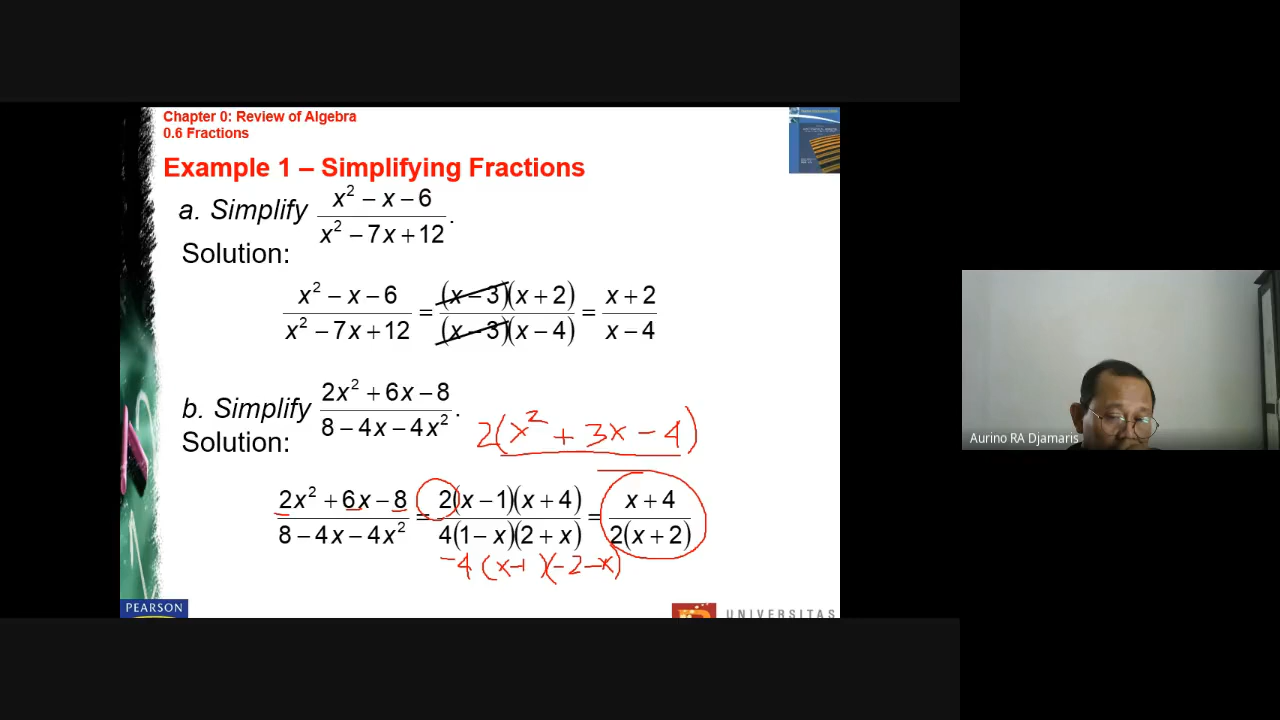 Chapter 0: Review of Algebra
0.6 Fractions
Example 1 – Simplifying Fractions
a. Simplify (x² − x − 6)/(x² − 7x + 12).
Solution:
(x² − x − 6)/(x² − 7x + 12) = ((x − 3)(x + 2))/((x − 3)(x − 4)) = (x + 2)/(x − 4)
b. Simplify (2x² + 6x − 8)/(8 − 4x − 4x²).
2(x² + 3x − 4)
Solution:
(2x² + 6x − 8)/(8 − 4x − 4x²) = (2(x − 1)(x + 4))/(4(1 − x)(2 + x)) = (x + 4)/(2(x + 2))
−4(x−1)(−2−x)
PEARSON
UNIVERSITAS
Aurino RA Djamaris